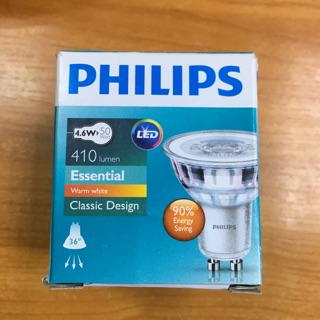 PHILIPS
4.6W 50
LED
410 lumen
Essential
Warm white
Classic Design
90%
Energy
Saving
PHILIPS
36°